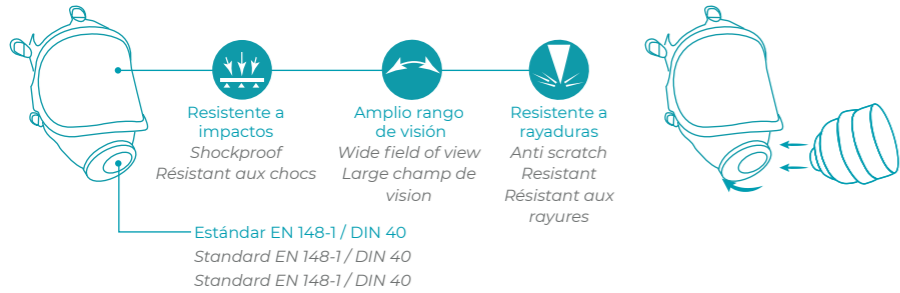 Resistente a
impactos
Shockproof
Résistant aux chocs
Amplio rango
de visión
Wide field of view
Large champ de
vision
Resistente a
rayaduras
Anti scratch
Resistant
Résistant aux
rayures
Estándar EN 148-1 / DIN 40
Standard EN 148-1 / DIN 40
Standard EN 148-1 / DIN 40